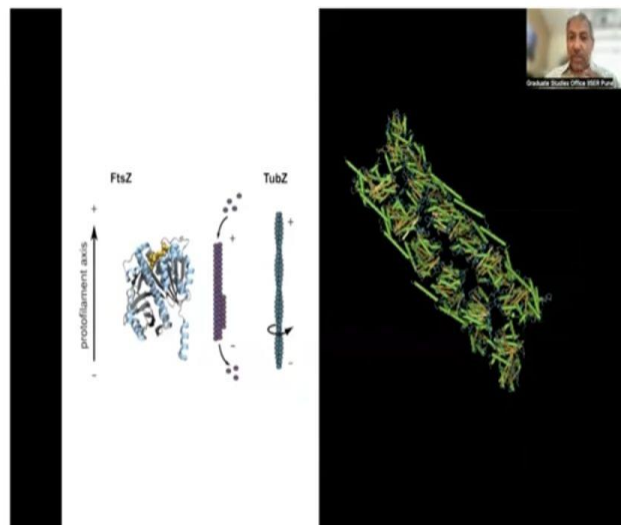 Graduate Studies Office IISER Pune
FtsZ
TubZ
+
+
+
protofilament axis
-
-
-